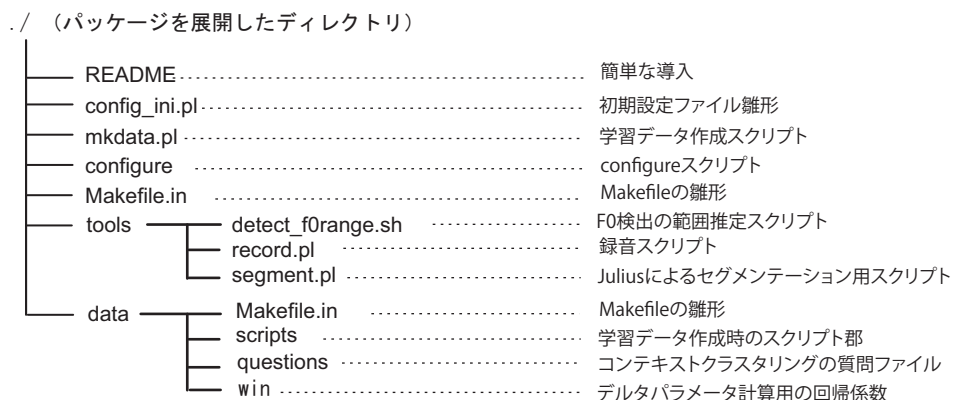 ./ （パッケージを展開したディレクトリ）
README 簡単な導入
config_ini.pl 初期設定ファイル雛形
mkdata.pl 学習データ作成スクリプト
configure configureスクリプト
Makefile.in Makefileの雛形
tools detect_f0range.sh F0検出の範囲推定スクリプト
record.pl 録音スクリプト
segment.pl Juliusによるセグメンテーション用スクリプト
data Makefile.in Makefileの雛形
scripts 学習データ作成時のスクリプト郡
questions コンテキストクラスタリングの質問ファイル
win デルタパラメータ計算用の回帰係数